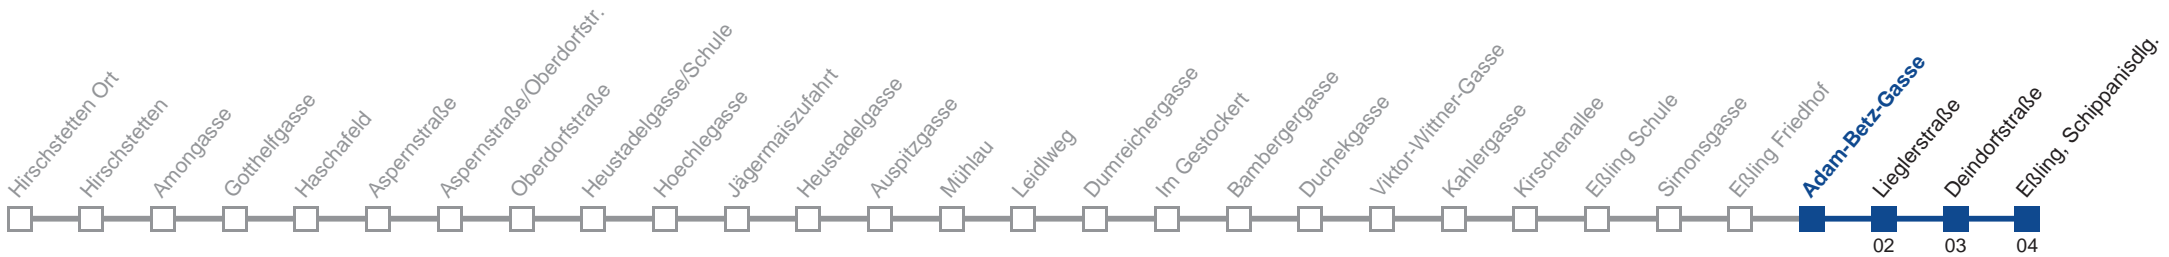 Hirschstetten Ort
Hirschstetten
Amongasse
Gotthelfgasse
Haschafeld
Aspernstraße
Aspernstraße/Oberdorfstr.
Oberdorfstraße
Heustadelgasse/Schule
Hoechlegasse
Jägermaiszufahrt
Heustadelgasse
Auspitzgasse
Mühlau
Leidlweg
Dumreichergasse
Im Gestockert
Bambergergasse
Duchekgasse
Viktor-Wittner-Gasse
Kahlergasse
Kirschenallee
Eßling Schule
Simonsgasse
Eßling Friedhof
Adam-Betz-Gasse
Lieglerstraße
Deindorfstraße
Eßling, Schippanisdlg.
02
03
04